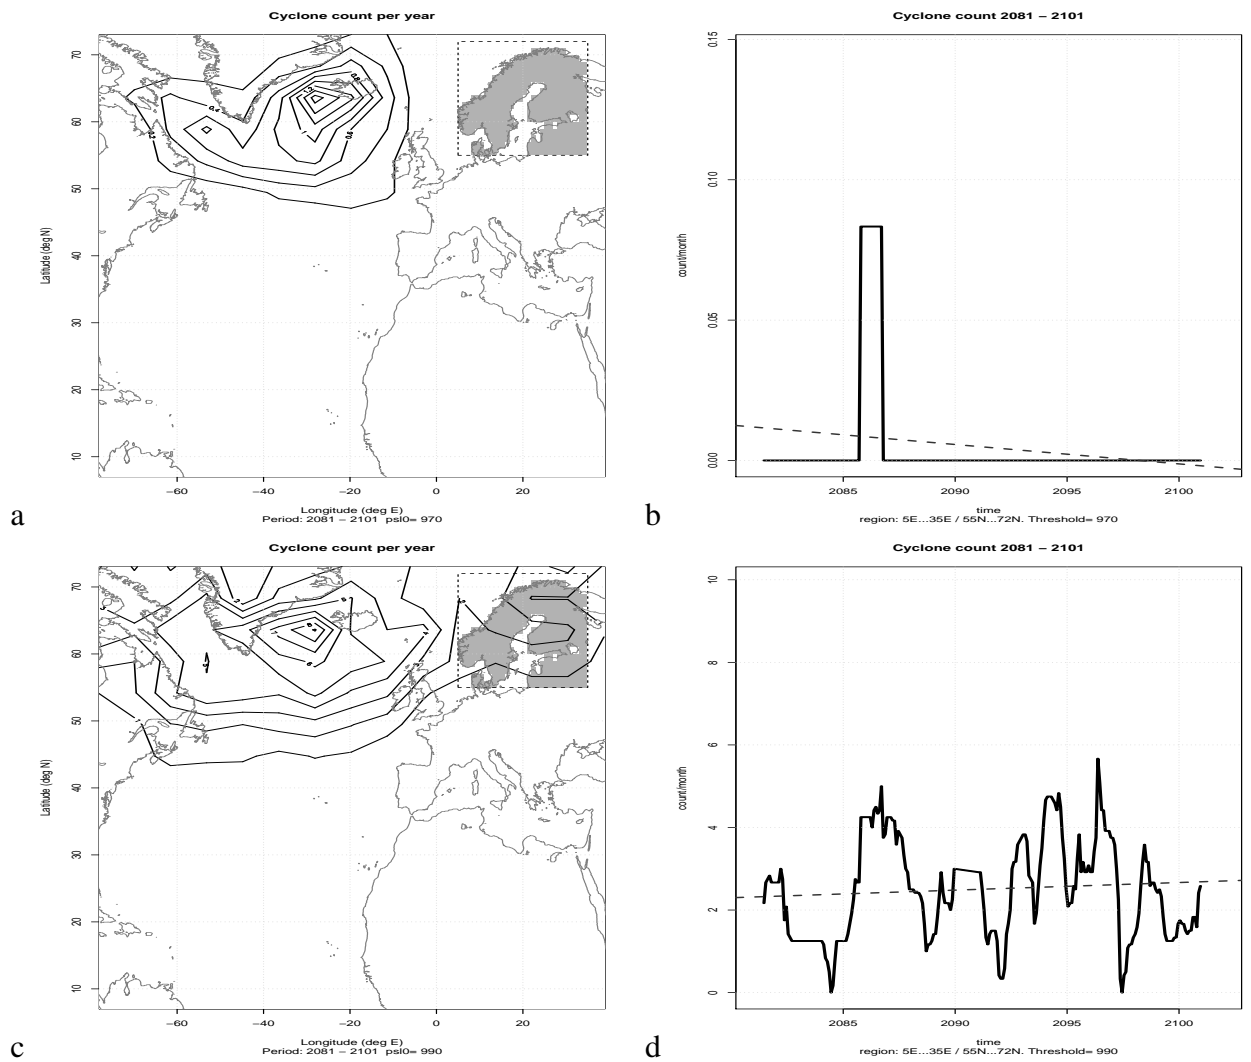 Cyclone count per year
70
60
50
40
30
20
10
Latitude (deg N)
−60
−40
−20
0
20
Longitude (deg E)
Period: 2081 − 2101 psl0= 970
a
Cyclone count 2081 − 2101
0.15
0.10
0.05
0.00
count/month
2085
2090
2095
2100
time
region: 5E...35E / 55N...72N. Threshold= 970
b
Cyclone count per year
70
60
50
40
30
20
10
Latitude (deg N)
−60
−40
−20
0
20
Longitude (deg E)
Period: 2081 − 2101 psl0= 990
c
Cyclone count 2081 − 2101
10
8
6
4
2
0
count/month
2085
2090
2095
2100
time
region: 5E...35E / 55N...72N. Threshold= 990
d